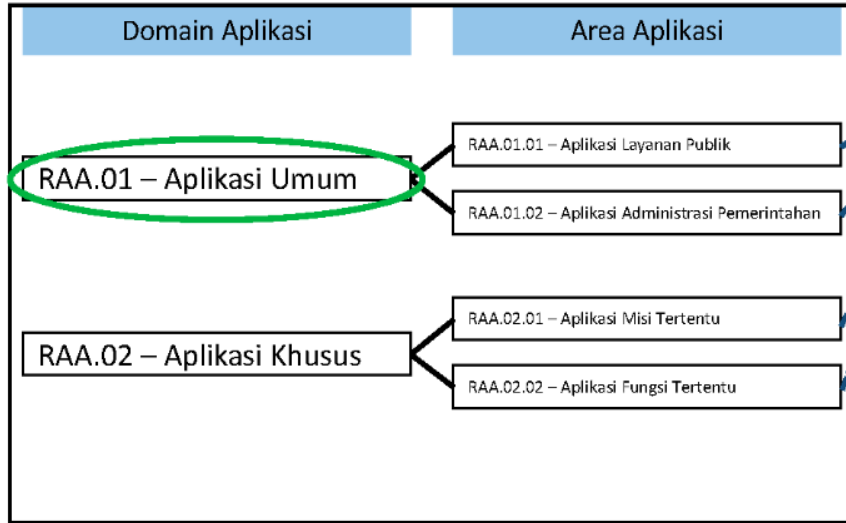 Domain Aplikasi
Area Aplikasi
RAA.01 – Aplikasi Umum
RAA.01.01 – Aplikasi Layanan Publik
RAA.01.02 – Aplikasi Administrasi Pemerintahan
RAA.02 – Aplikasi Khusus
RAA.02.01 – Aplikasi Misi Tertentu
RAA.02.02 – Aplikasi Fungsi Tertentu